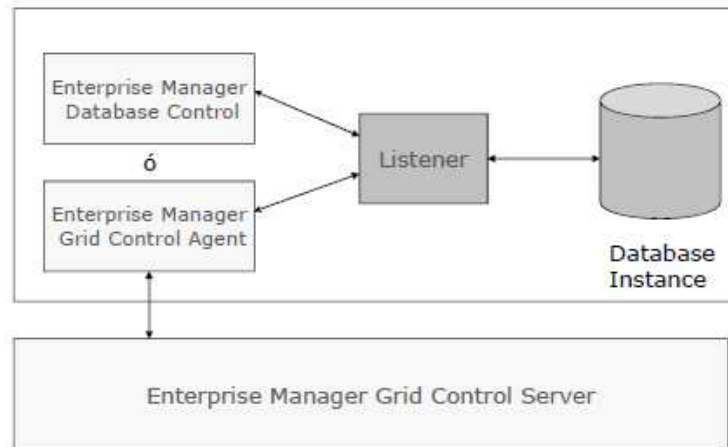 Enterprise Manager
Database Control
ó
Enterprise Manager
Grid Control Agent
Listener
Database
Instance
Enterprise Manager Grid Control Server